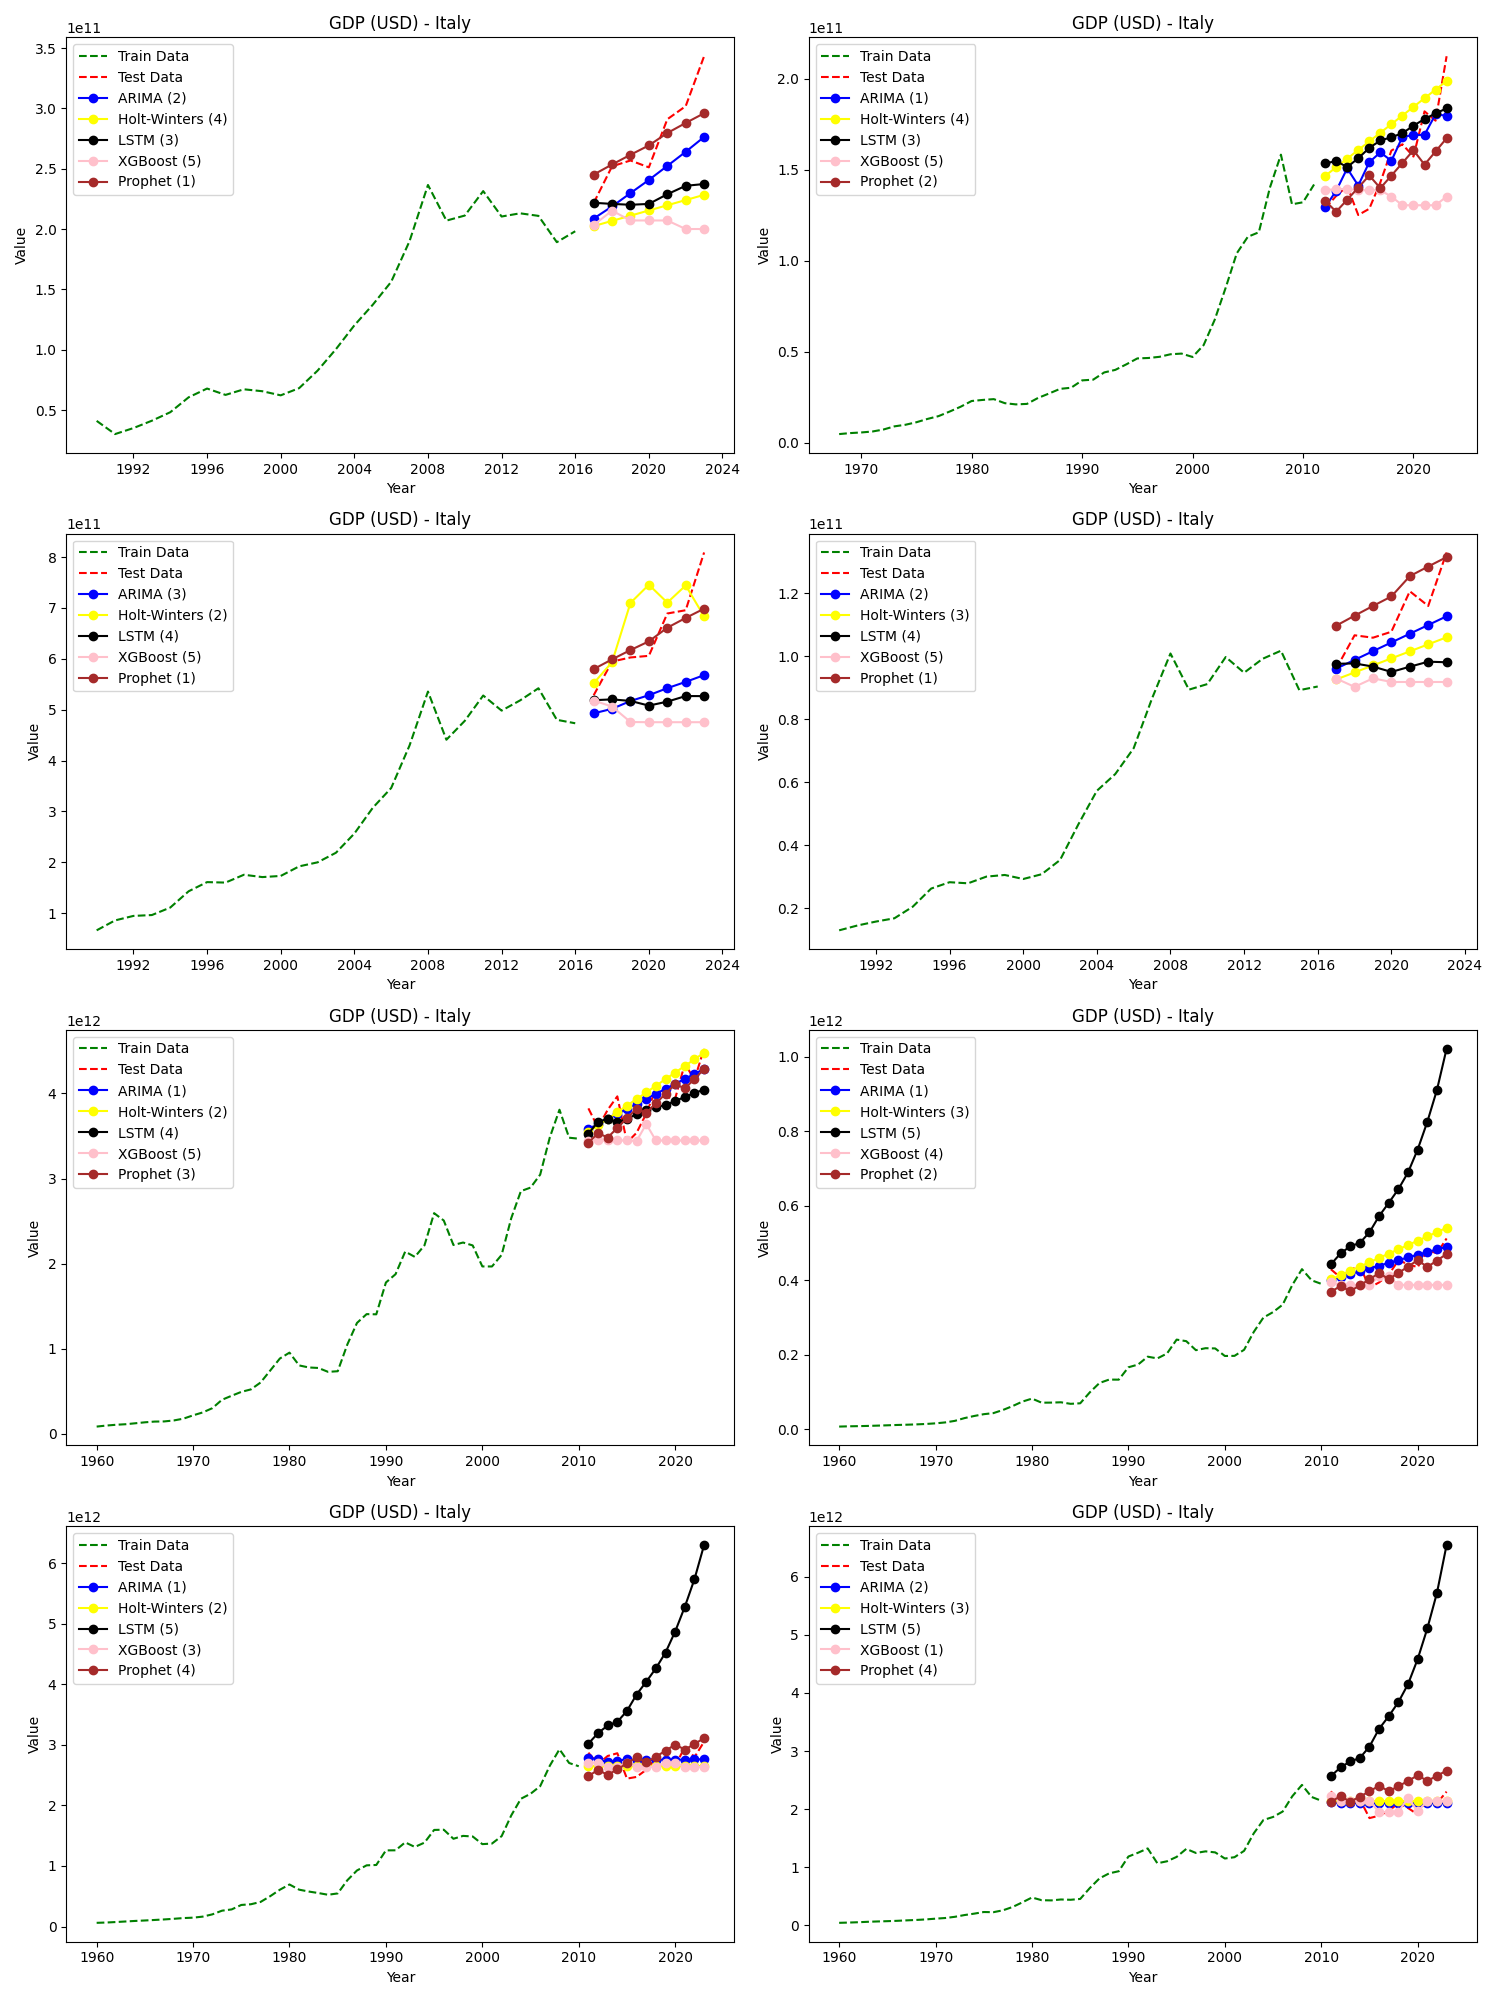 GDP (USD) - Italy
1e11
Train Data
Test Data
ARIMA (2)
Holt-Winters (4)
LSTM (3)
XGBoost (5)
Prophet (1)
3.5
3.0
2.5
2.0
1.5
1.0
0.5
Value
1992 1996 2000 2004 2008 2012 2016 2020 2024
Year
GDP (USD) - Italy
1e11
Train Data
Test Data
ARIMA (1)
Holt-Winters (4)
LSTM (3)
XGBoost (5)
Prophet (2)
2.0
1.5
1.0
0.5
0.0
Value
1970 1980 1990 2000 2010 2020
Year
GDP (USD) - Italy
1e11
Train Data
Test Data
ARIMA (3)
Holt-Winters (2)
LSTM (4)
XGBoost (5)
Prophet (1)
8
7
6
5
4
3
2
1
Value
1992 1996 2000 2004 2008 2012 2016 2020 2024
Year
GDP (USD) - Italy
1e11
Train Data
Test Data
ARIMA (2)
Holt-Winters (3)
LSTM (4)
XGBoost (5)
Prophet (1)
1.2
1.0
0.8
0.6
0.4
0.2
Value
1992 1996 2000 2004 2008 2012 2016 2020 2024
Year
GDP (USD) - Italy
1e12
Train Data
Test Data
ARIMA (1)
Holt-Winters (2)
LSTM (4)
XGBoost (5)
Prophet (3)
4
3
2
1
0
Value
1960 1970 1980 1990 2000 2010 2020
Year
GDP (USD) - Italy
1e12
Train Data
Test Data
ARIMA (1)
Holt-Winters (3)
LSTM (5)
XGBoost (4)
Prophet (2)
1.0
0.8
0.6
0.4
0.2
0.0
Value
1960 1970 1980 1990 2000 2010 2020
Year
GDP (USD) - Italy
1e12
Train Data
Test Data
ARIMA (1)
Holt-Winters (2)
LSTM (5)
XGBoost (3)
Prophet (4)
6
5
4
3
2
1
0
Value
1960 1970 1980 1990 2000 2010 2020
Year
GDP (USD) - Italy
1e12
Train Data
Test Data
ARIMA (2)
Holt-Winters (3)
LSTM (5)
XGBoost (1)
Prophet (4)
6
5
4
3
2
1
0
Value
1960 1970 1980 1990 2000 2010 2020
Year